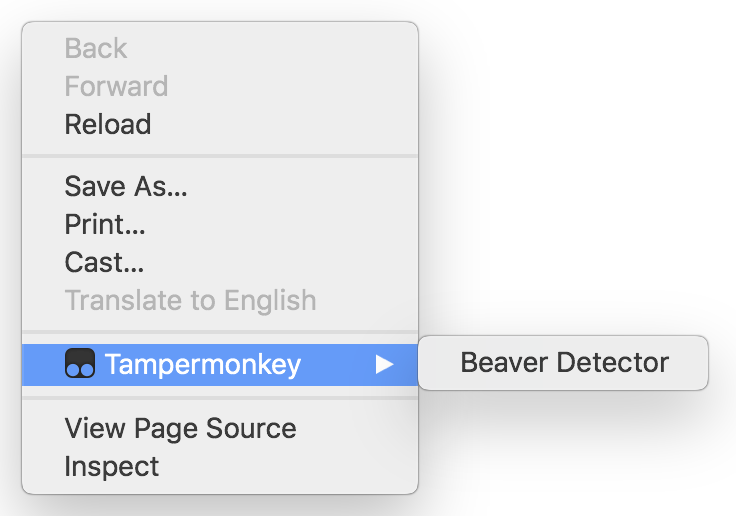 Back
Forward
Reload
Save As...
Print...
Cast...
Translate to English
Tampermonkey
Beaver Detector
View Page Source
Inspect